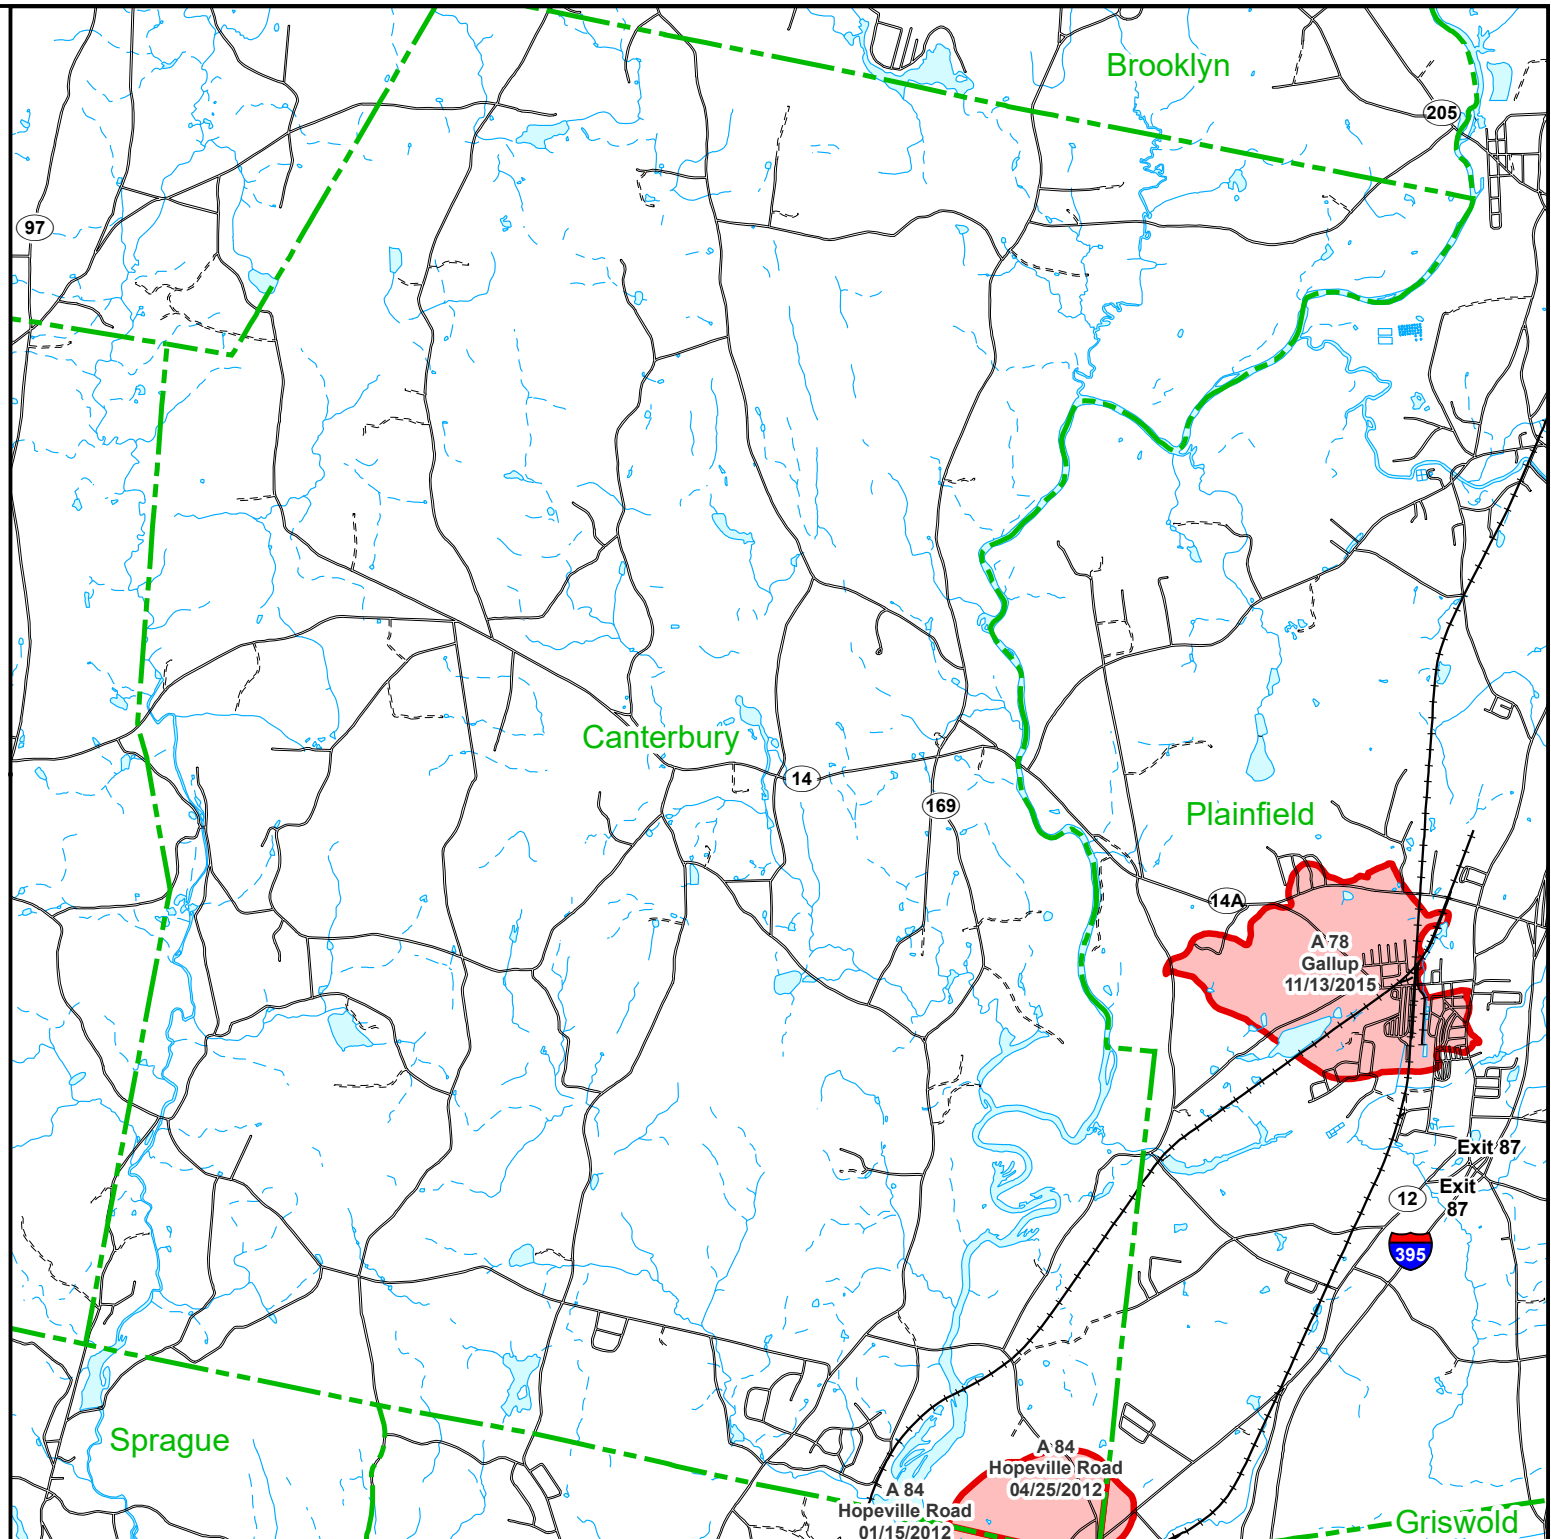 Brooklyn
205
97
Canterbury
14
169
Plainfield
14A
A 78
Gallup
11/13/2015
Exit 87
Exit
87
12
395
Sprague
A 84
Hopeville Road
04/25/2012
A 84
Hopeville Road
01/15/2012
Griswold